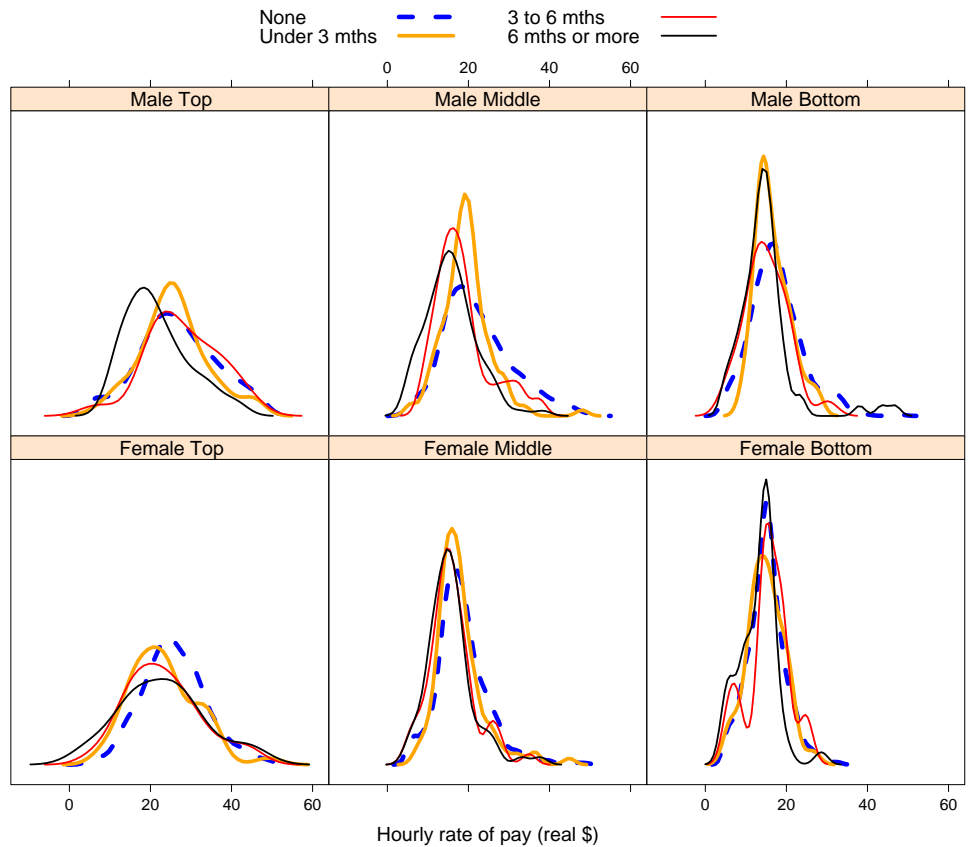 None 3 to 6 mths
Under 3 mths 6 mths or more
0 20 40 60
Male Top Male Middle Male Bottom
Female Top Female Middle Female Bottom
0 20 40 60 0 20 40 60
Hourly rate of pay (real $)